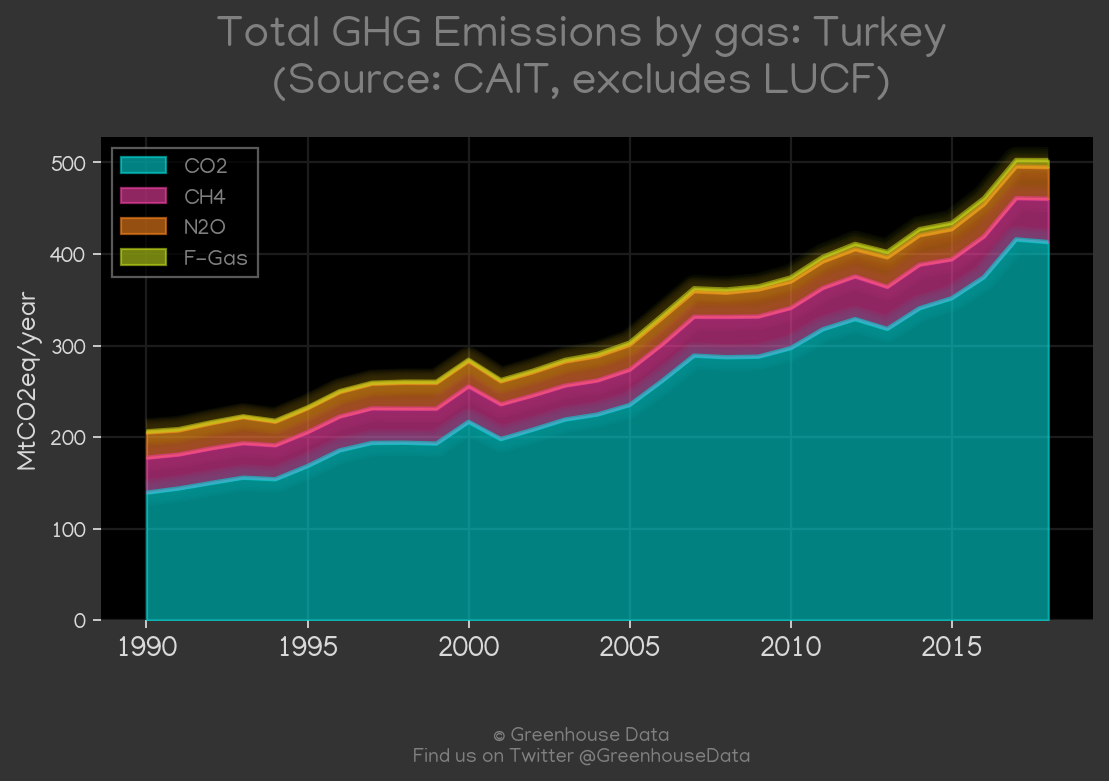 Total GHG Emissions by gas: Turkey
(Source: CAIT, excludes LUCF)
CO2
CH4
N2O
F-Gas
MtCO2eq/year
500
400
300
200
100
0
1990 1995 2000 2005 2010 2015
© Greenhouse Data
Find us on Twitter @GreenhouseData